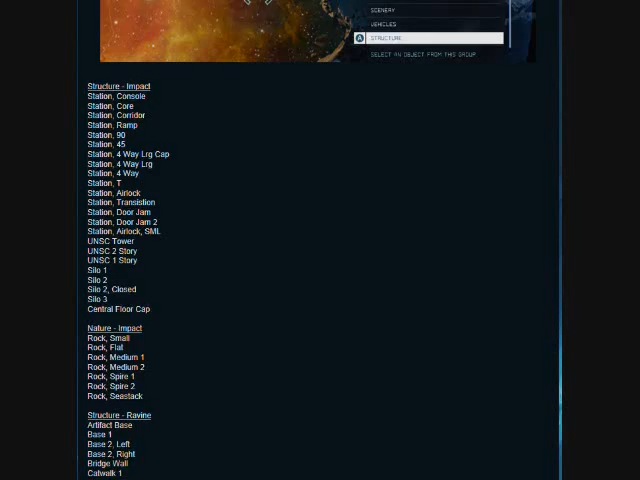 SCENERY
VEHICLES
A STRUCTURE
SELECT AN OBJECT FROM THIS GROUP
Structure - Impact
Station, Console
Station, Core
Station, Corridor
Station, Ramp
Station, 90
Station, 45
Station, 4 Way Lrg Cap
Station, 4 Way Lrg
Station, 4 Way
Station, T
Station, Airlock
Station, Transistion
Station, Door Jam
Station, Door Jam 2
Station, Airlock, SML
UNSC Tower
UNSC 2 Story
UNSC 1 Story
Silo 1
Silo 2
Silo 2, Closed
Silo 3
Central Floor Cap
Nature - Impact
Rock, Small
Rock, Flat
Rock, Medium 1
Rock, Medium 2
Rock, Spire 1
Rock, Spire 2
Rock, Seastack
Structure - Ravine
Artifact Base
Base 1
Base 2, Left
Base 2, Right
Bridge Wall
Catwalk 1